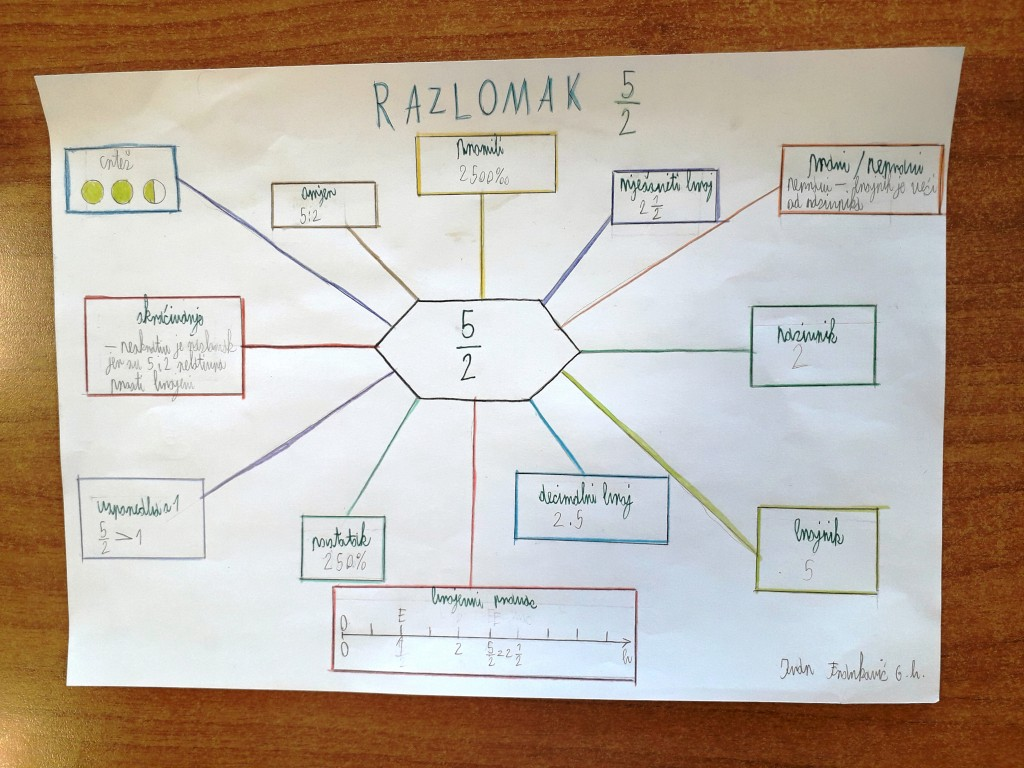 RAZLOMAK 5/2
crtež
omjer
5:2
promili
2500‰
mješoviti broj
2 1/2
pravi / nepravi
nepravi – brojnik je veći
od nazivnika
5/2
skraćivanje
– neskrativ je razlomak
jer su 5 i 2 relativno
prosti brojevi
nazivnik
2
usporedba s 1
5/2 > 1
postotak
250%
decimalni broj
2.5
brojnik
5
brojevni pravac
O E
0 1 2 5/2=2 1/2
Ivan Franković 6. b.